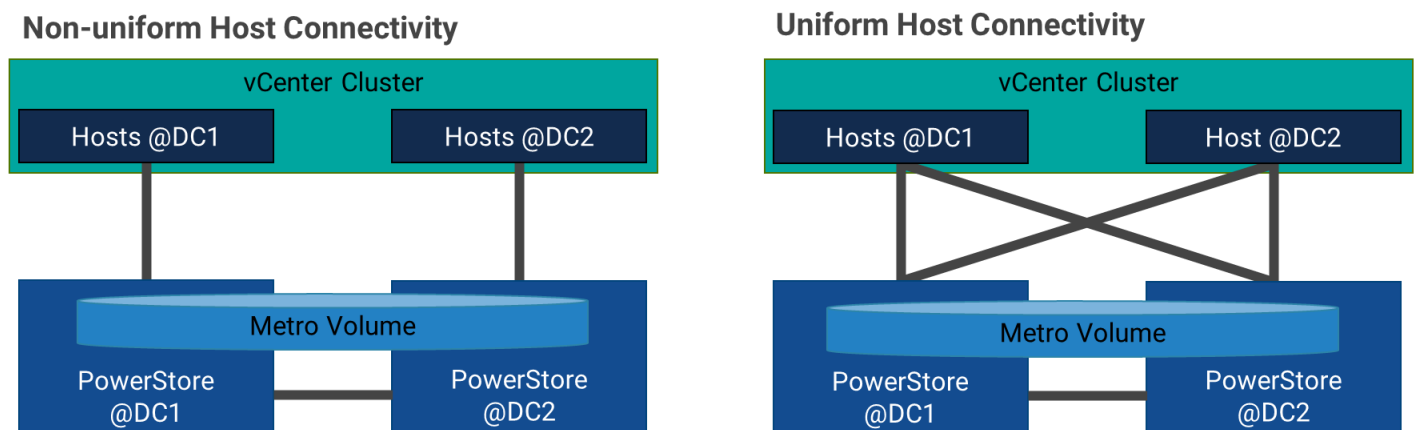 Non-uniform Host Connectivity
vCenter Cluster
Hosts @DC1
Hosts @DC2
Metro Volume
PowerStore
@DC1
PowerStore
@DC2
Uniform Host Connectivity
vCenter Cluster
Hosts @DC1
Host @DC2
Metro Volume
PowerStore
@DC1
PowerStore
@DC2